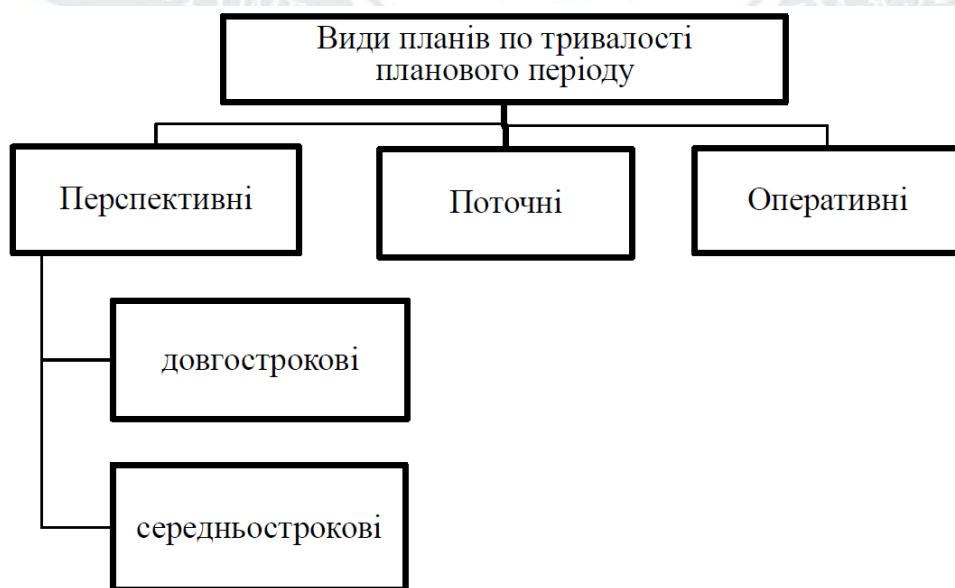 Види планів по тривалості
планового періоду
Перспективні
Поточні
Оперативні
довгострокові
середньострокові